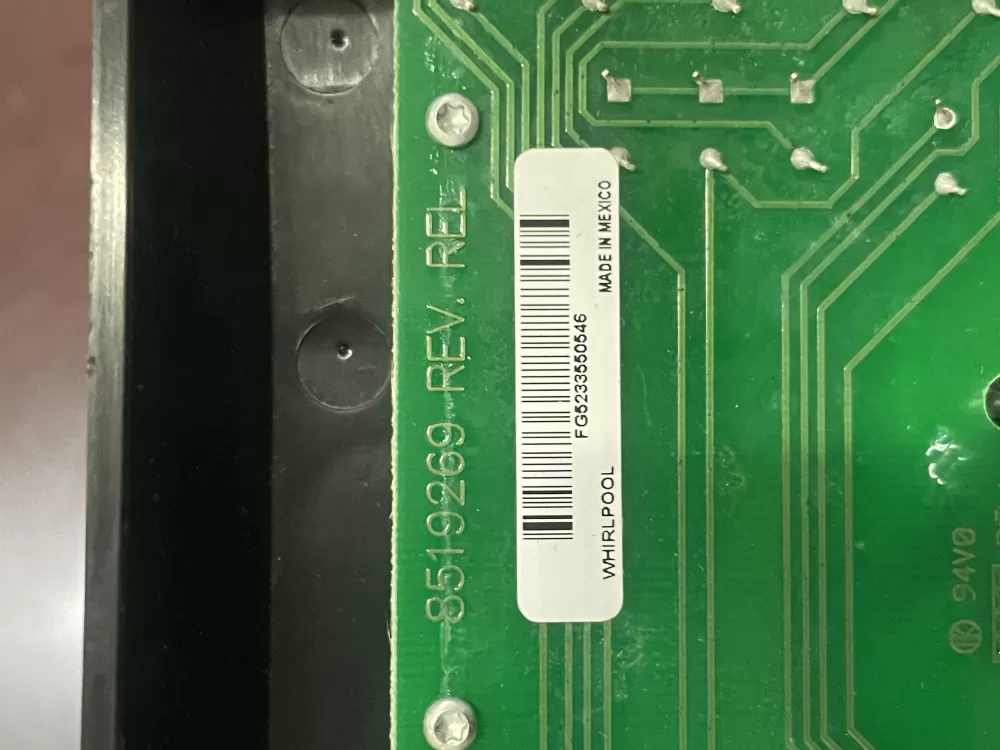 8519269 REV. REL
WHIRLPOOL MADE IN MEXICO
FG5233550546
94V0